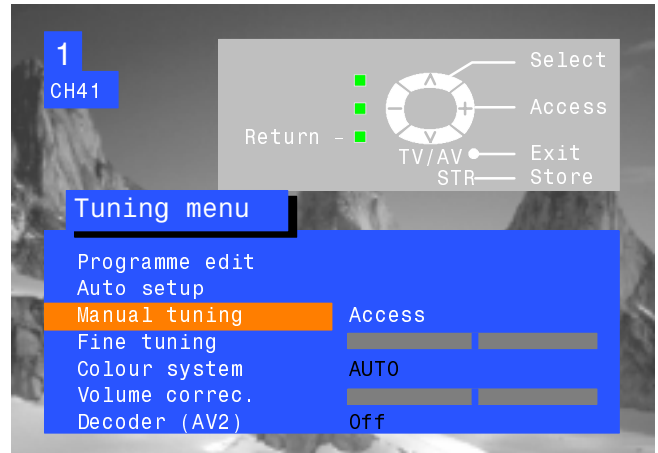 1
CH41
Select
Access
Return –
TV/AV Exit
STR Store
Tuning menu
Programme edit
Auto setup
Manual tuning Access
Fine tuning
Colour system AUTO
Volume correc.
Decoder (AV2) Off